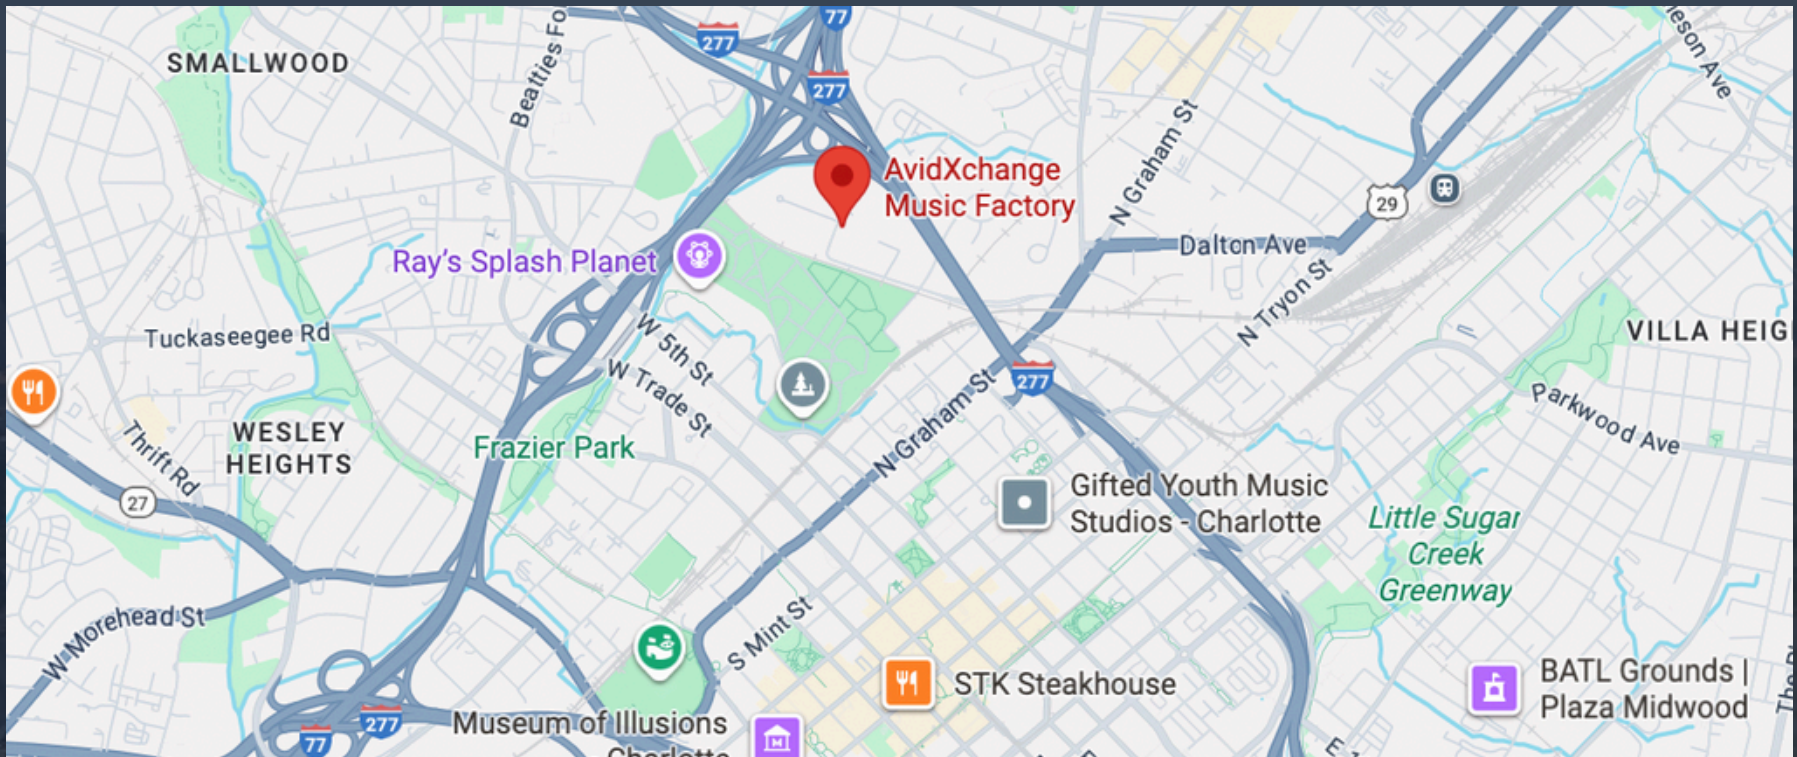 77
277
SMALLWOOD
Beatties Fo
277
N Graham St
AvidXchange
Music Factory
29
Dalton Ave
N Tryon St
Ray's Splash Planet
Tuckaseegee Rd
W 5th St
W Trade St
VILLA HEIG
277
N Graham St
Parkwood Ave
WESLEY
HEIGHTS
Thrift Rd
Frazier Park
27
Gifted Youth Music
Studios - Charlotte
Little Sugar
Creek
Greenway
W Morehead St
S Mint St
STK Steakhouse
BATL Grounds |
Plaza Midwood
Museum of Illusions
Charlotte
277
77